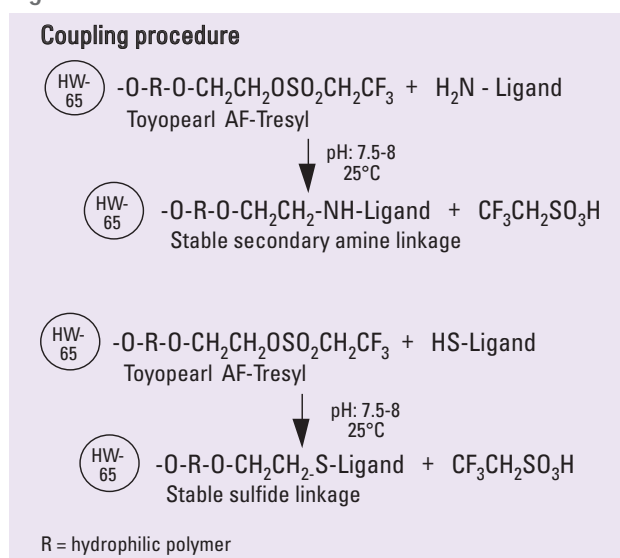 Coupling procedure
HW-
65
-O-R-O-CH₂CH₂OSO₂CH₂CF₃ + H₂N - Ligand
Toyopearl AF-Tresyl
pH: 7.5-8
25°C
HW-
65
-O-R-O-CH₂CH₂-NH-Ligand + CF₃CH₂SO₃H
Stable secondary amine linkage
HW-
65
-O-R-O-CH₂CH₂OSO₂CH₂CF₃ + HS-Ligand
Toyopearl AF-Tresyl
pH: 7.5-8
25°C
HW-
65
-O-R-O-CH₂CH₂-S-Ligand + CF₃CH₂SO₃H
Stable sulfide linkage
R = hydrophilic polymer